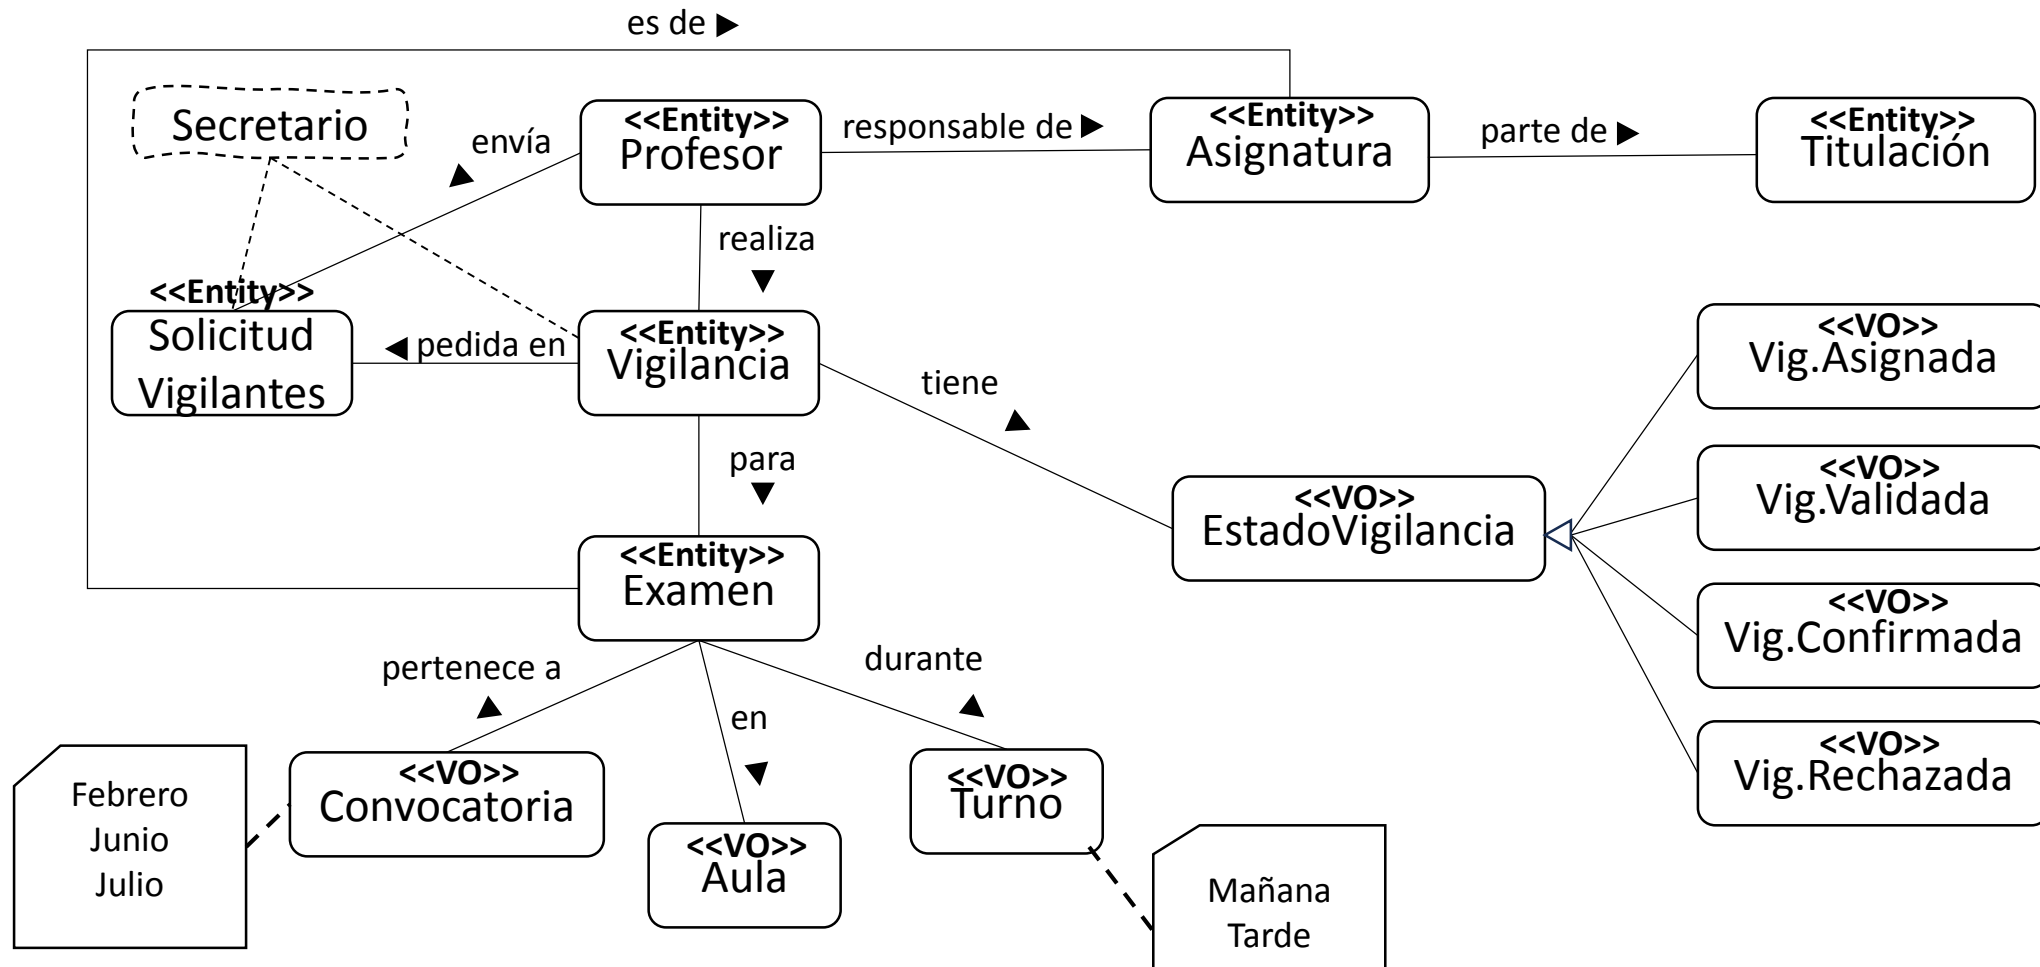 es de ►
Secretario
envía
<<Entity>>
Profesor
responsable de ►
<<Entity>>
Asignatura
parte de ►
<<Entity>>
Titulación
realiza
<<Entity>>
Solicitud
Vigilantes
◄ pedida en
<<Entity>>
Vigilancia
tiene
<<VO>>
Vig.Asignada
<<VO>>
Vig.Validada
para
<<VO>>
EstadoVigilancia
<<Entity>>
Examen
<<VO>>
Vig.Confirmada
<<VO>>
Vig.Rechazada
pertenece a
en
durante
Febrero
Junio
Julio
<<VO>>
Convocatoria
<<VO>>
Aula
<<VO>>
Turno
Mañana
Tarde